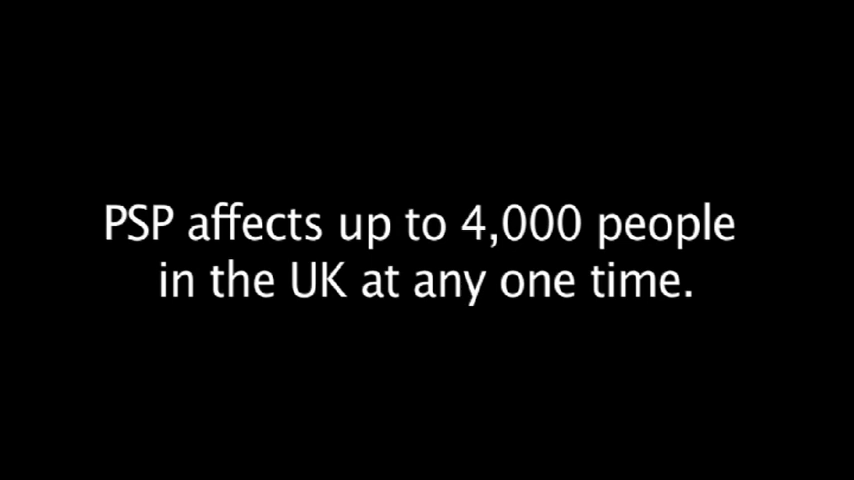 PSP affects up to 4,000 people
in the UK at any one time.